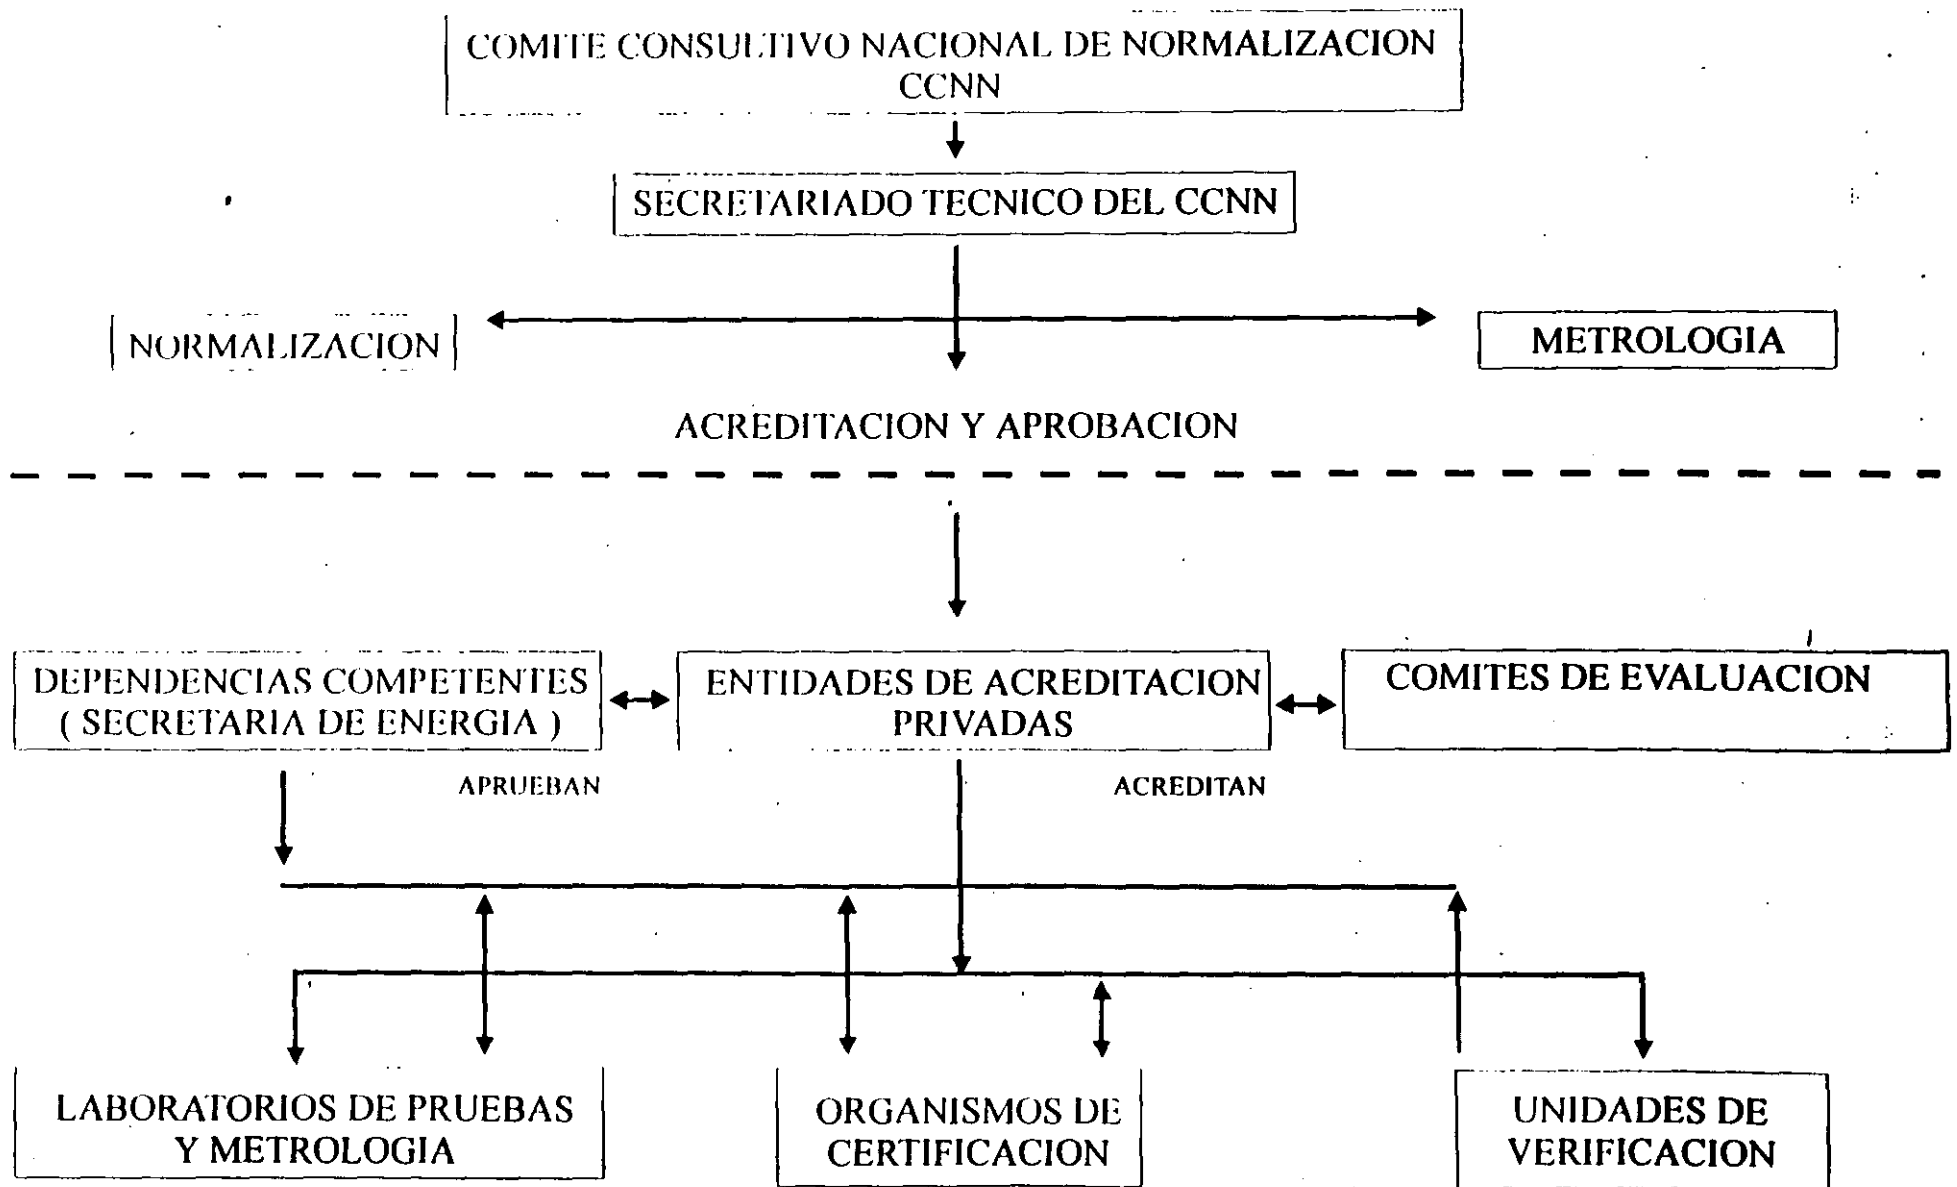 COMITE CONSULTIVO NACIONAL DE NORMALIZACION
CCNN
SECRETARIADO TECNICO DEL CCNN
NORMALIZACION
METROLOGIA
ACREDITACION Y APROBACION
DEPENDENCIAS COMPETENTES
( SECRETARIA DE ENERGIA )
ENTIDADES DE ACREDITACION
PRIVADAS
COMITES DE EVALUACION
APRUEBAN
ACREDITAN
LABORATORIOS DE PRUEBAS
Y METROLOGIA
ORGANISMOS DE
CERTIFICACION
UNIDADES DE
VERIFICACION